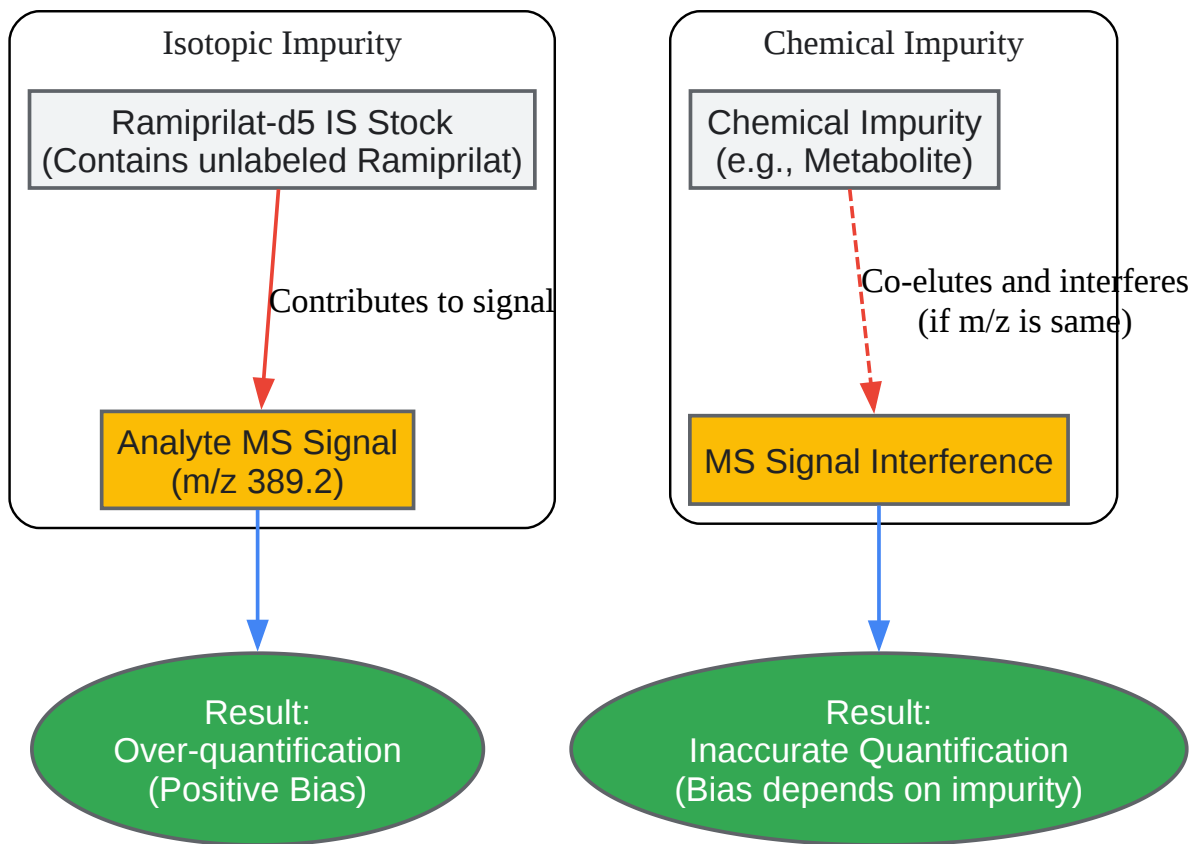 Isotopic Impurity
Ramiprilat-d5 IS Stock
(Contains unlabeled Ramiprilat)
Contributes to signal
Analyte MS Signal
(m/z 389.2)
Result:
Over-quantification
(Positive Bias)
Chemical Impurity
Chemical Impurity
(e.g., Metabolite)
Co-elutes and interferes
(if m/z is same)
MS Signal Interference
Result:
Inaccurate Quantification
(Bias depends on impurity)